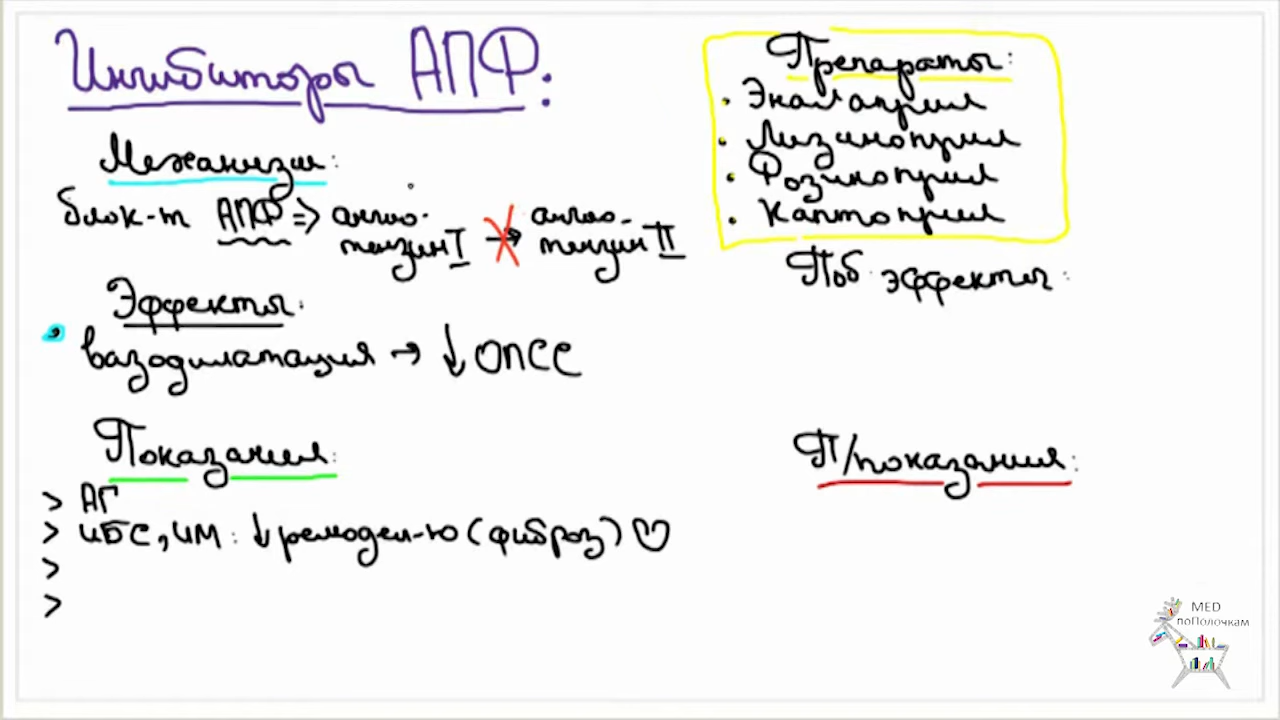 Ингибиторы АПФ:
Механизм:
блок-т АПФ => ангио-
тензин I → ангио-
тензин II
Эффекты:
• вазодилатация → ↓ ОПСС
Показания:
> АГ
> ИБС, ИМ: ↓ ремодел-ю (фиброз) ♡
>
>
Препараты:
• Эналаприл
• Лизиноприл
• Фозиноприл
• Каптоприл
Поб. эффекты:
П/показания:
MED
поПолочкам